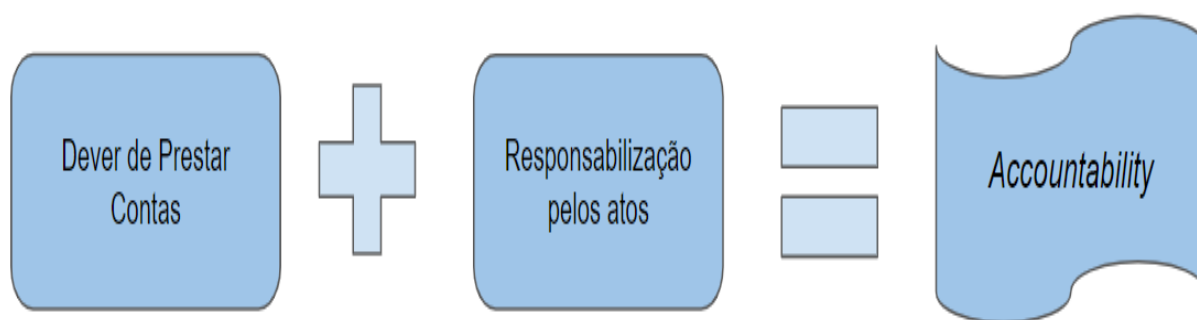 Dever de Prestar
Contas
Responsabilização
pelos atos
Accountability